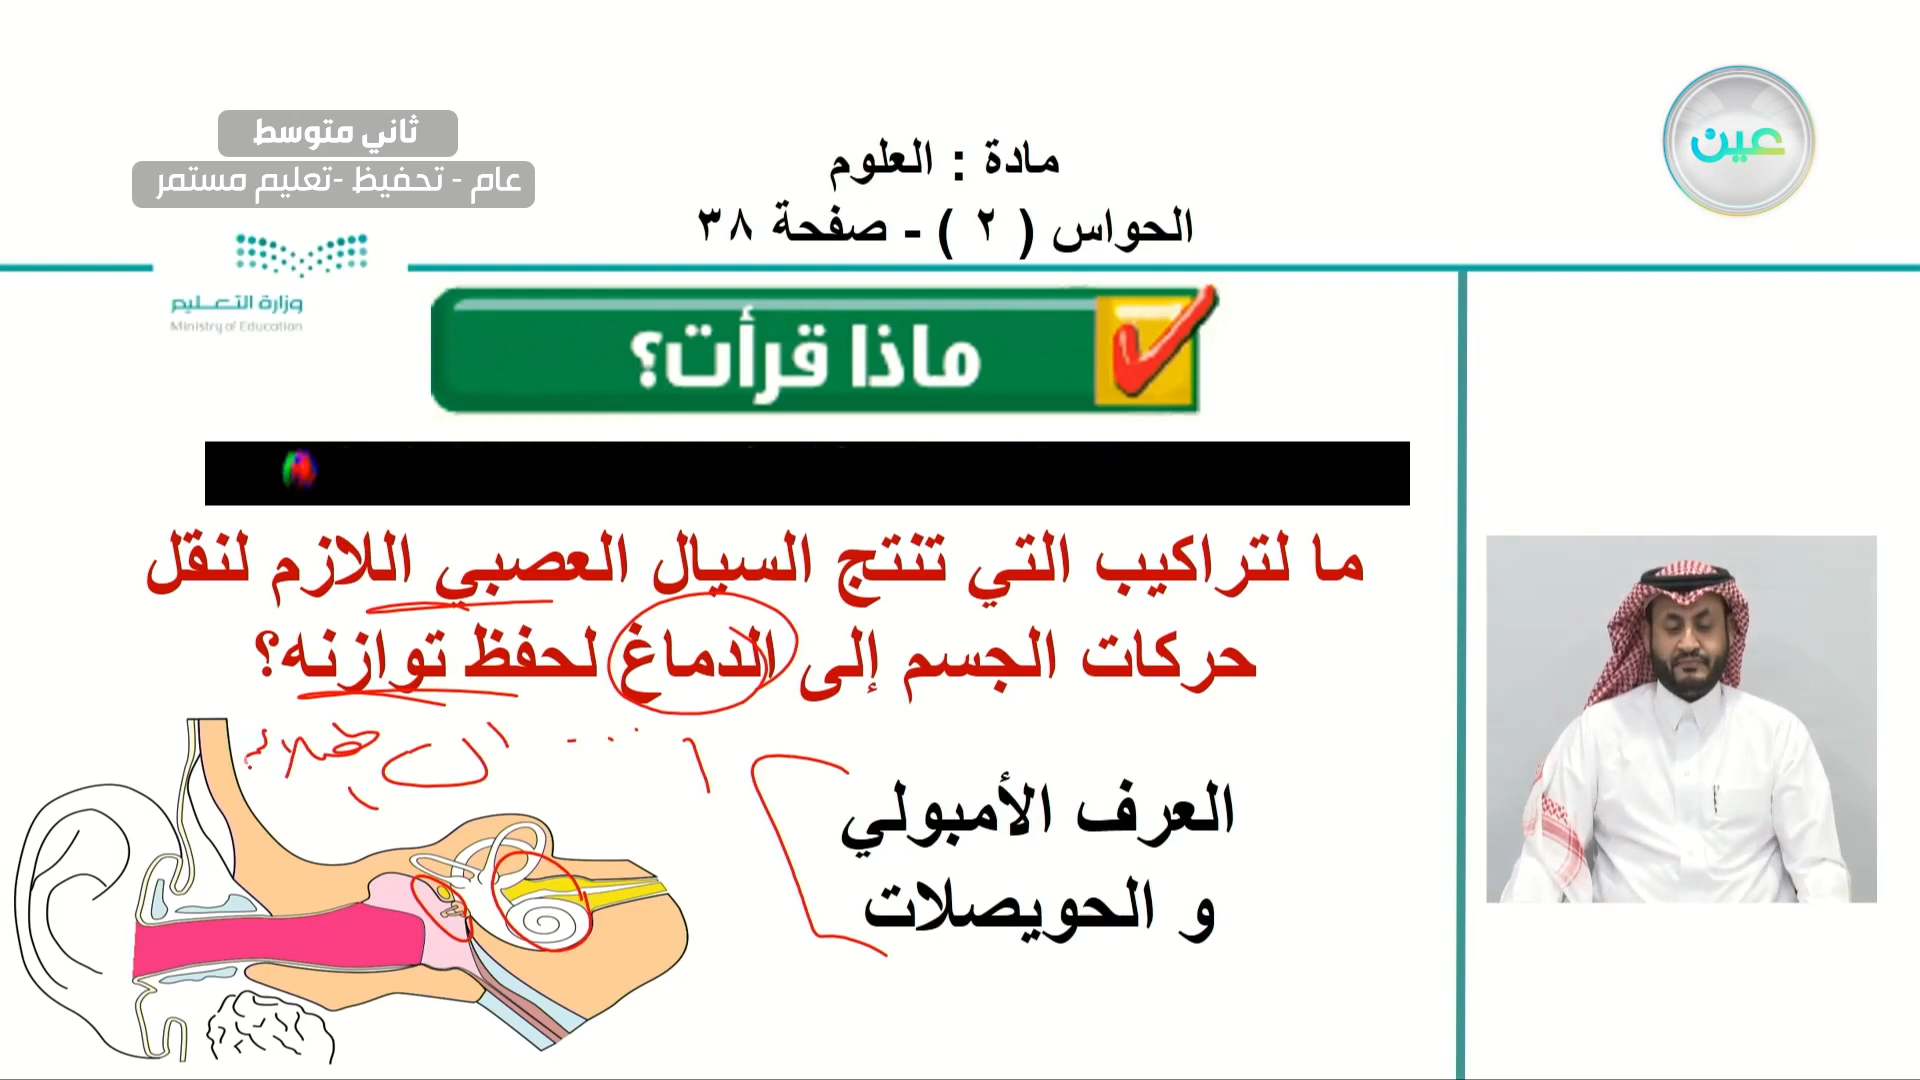 ثاني متوسط
عام - تحفيظ -تعليم مستمر
مادة : العلوم
الحواس ( ٢ ) - صفحة ٣٨
عين
وزارة التعـــليم
Ministry of Education
ماذا قرأت؟
ما لتراكيب التي تنتج السيال العصبي اللازم لنقل
حركات الجسم إلى الدماغ لحفظ توازنه؟
العرف الأمبولي
و الحويصلات